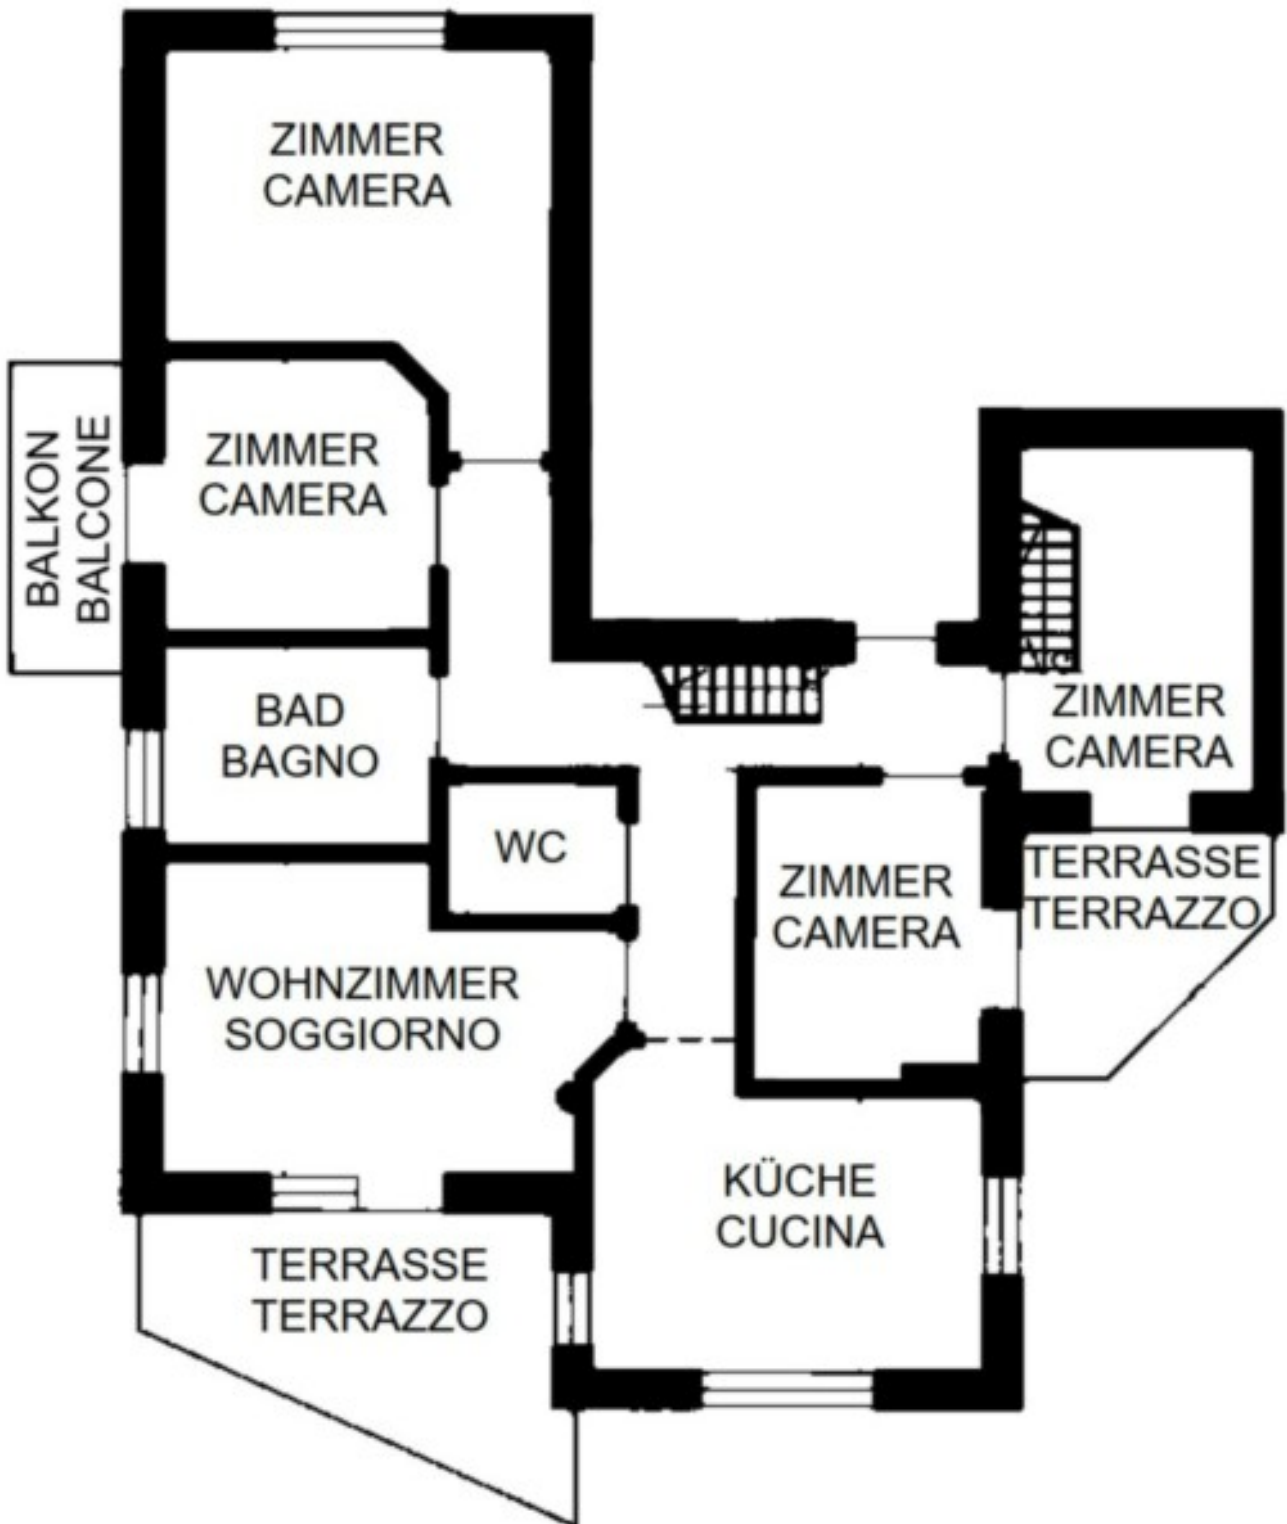 ZIMMER
CAMERA
BALKON
BALCONE
ZIMMER
CAMERA
BAD
BAGNO
ZIMMER
CAMERA
WC
ZIMMER
CAMERA
TERRASSE
TERRAZZO
WOHNZIMMER
SOGGIORNO
KÜCHE
CUCINA
TERRASSE
TERRAZZO